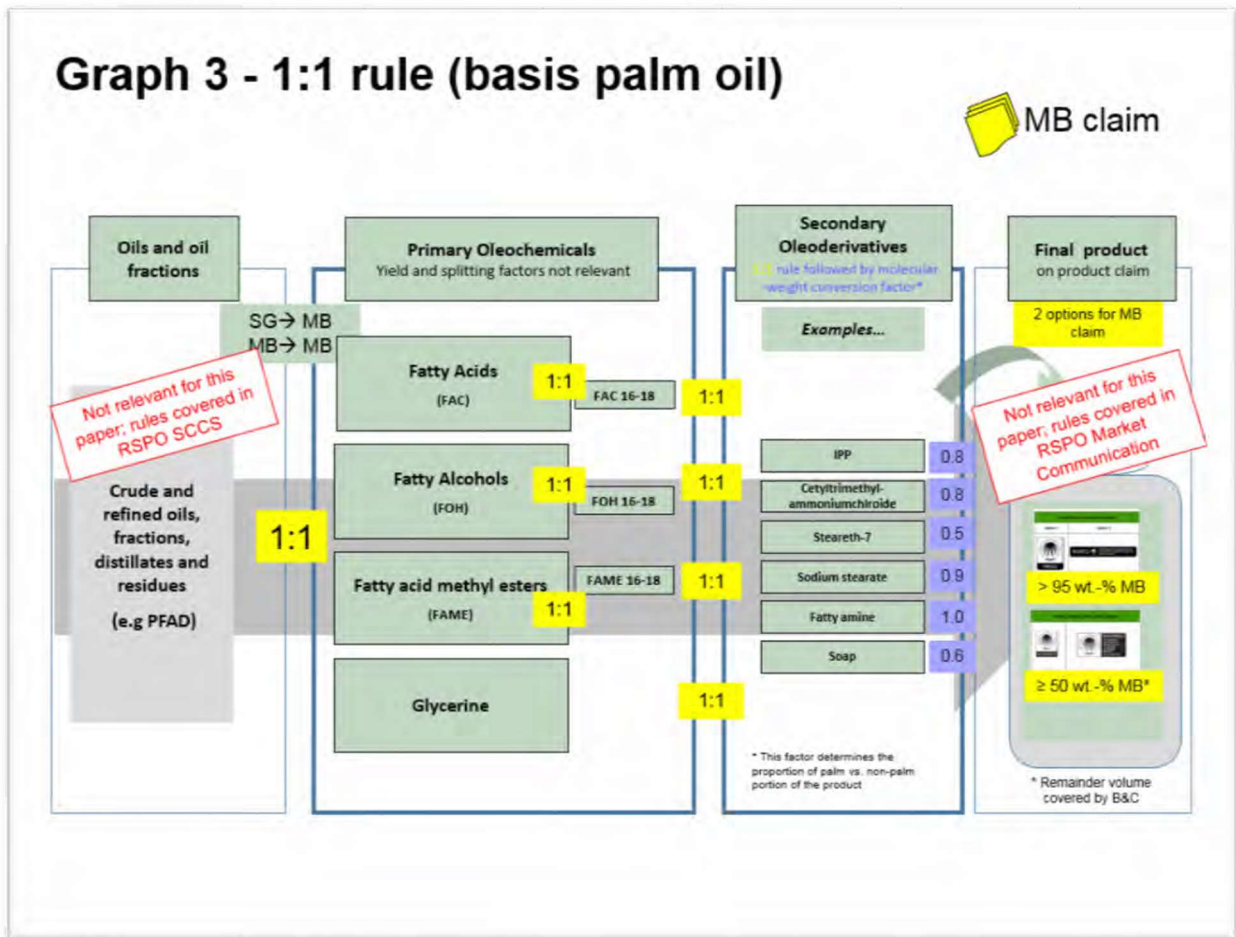 Graph 3 - 1:1 rule (basis palm oil)
MB claim
Oils and oil
fractions
Primary Oleochemicals
Yield and splitting factors not relevant
Secondary
Oleoderivatives
1:1 rule followed by molecular
weight conversion factor*
Final product
on product claim
SG→ MB
MB→ MB
Examples...
2 options for MB
claim
Not relevant for this
paper; rules covered in
RSPO SCCS
Fatty Acids
(FAC)
1:1
FAC 16-18
1:1
Not relevant for this
paper; rules covered in
RSPO Market
Communication
Crude and
refined oils,
fractions,
distillates and
residues
(e.g PFAD)
1:1
Fatty Alcohols
(FOH)
1:1
FOH 16-18
1:1
Fatty acid methyl esters
(FAME)
1:1
FAME 16-18
1:1
Glycerine
1:1
IPP
0.8
Cetyltrimethyl-
ammoniumchlroide
0.8
Steareth-7
0.5
Sodium stearate
0.9
Fatty amine
1.0
Soap
0.6
> 95 wt.-% MB
≥ 50 wt.-% MB*
* This factor determines the
proportion of palm vs. non-palm
portion of the product
* Remainder volume
covered by B&C